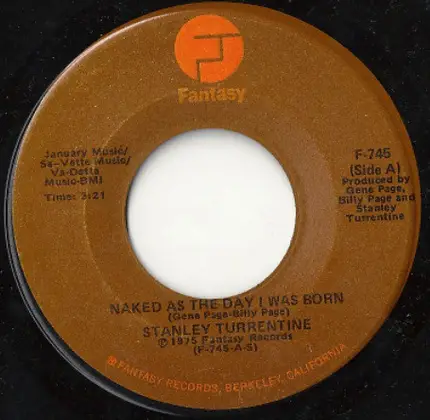 Fantasy
January Music/
Sa-Vette Music/
Va-Detta
Music-BMI
Time: 3:21
F-745
(Side A)
Produced by
Gene Page,
Billy Page and
Stanley
Turrentine
NAKED AS THE DAY I WAS BORN
(Gene Page-Billy Page)
STANLEY TURRENTINE
℗ 1975 Fantasy Records
(F-745-A-S)
FANTASY RECORDS, BERKELEY, CALIFORNIA